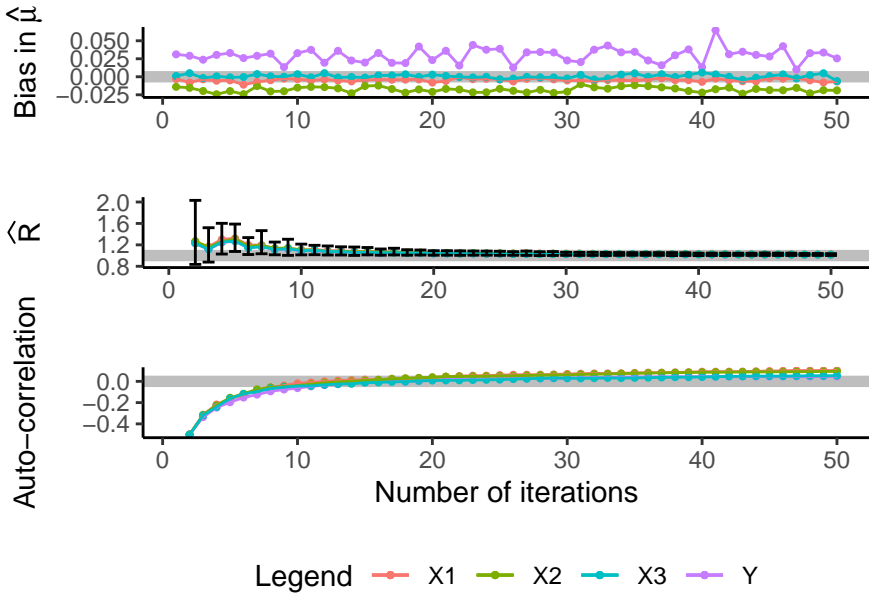 Bias in μ̂
0.050
0.025
0.000
−0.025
0 10 20 30 40 50
R̂
2.0
1.6
1.2
0.8
0 10 20 30 40 50
Auto−correlation
0.0
−0.2
−0.4
0 10 20 30 40 50
Number of iterations
Legend X1 X2 X3 Y